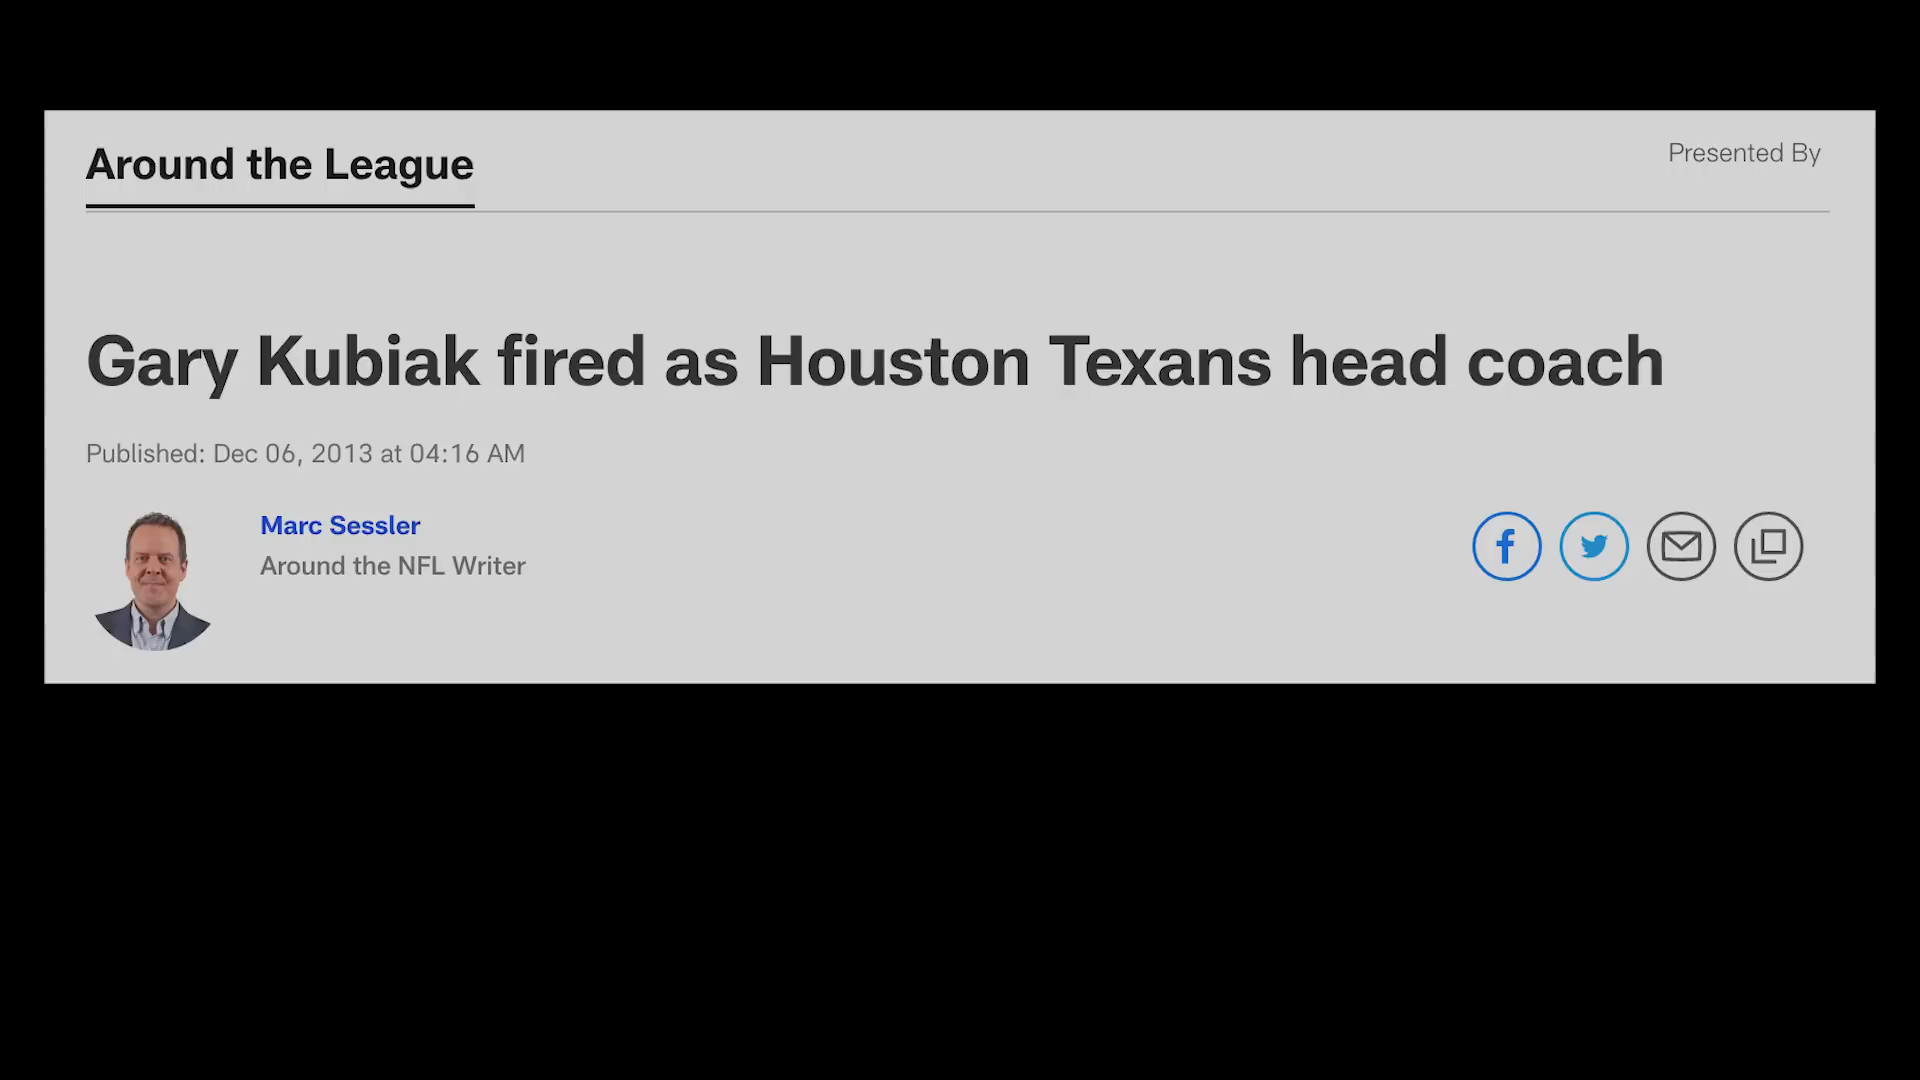 Around the League
Presented By
Gary Kubiak fired as Houston Texans head coach
Published: Dec 06, 2013 at 04:16 AM
Marc Sessler
Around the NFL Writer